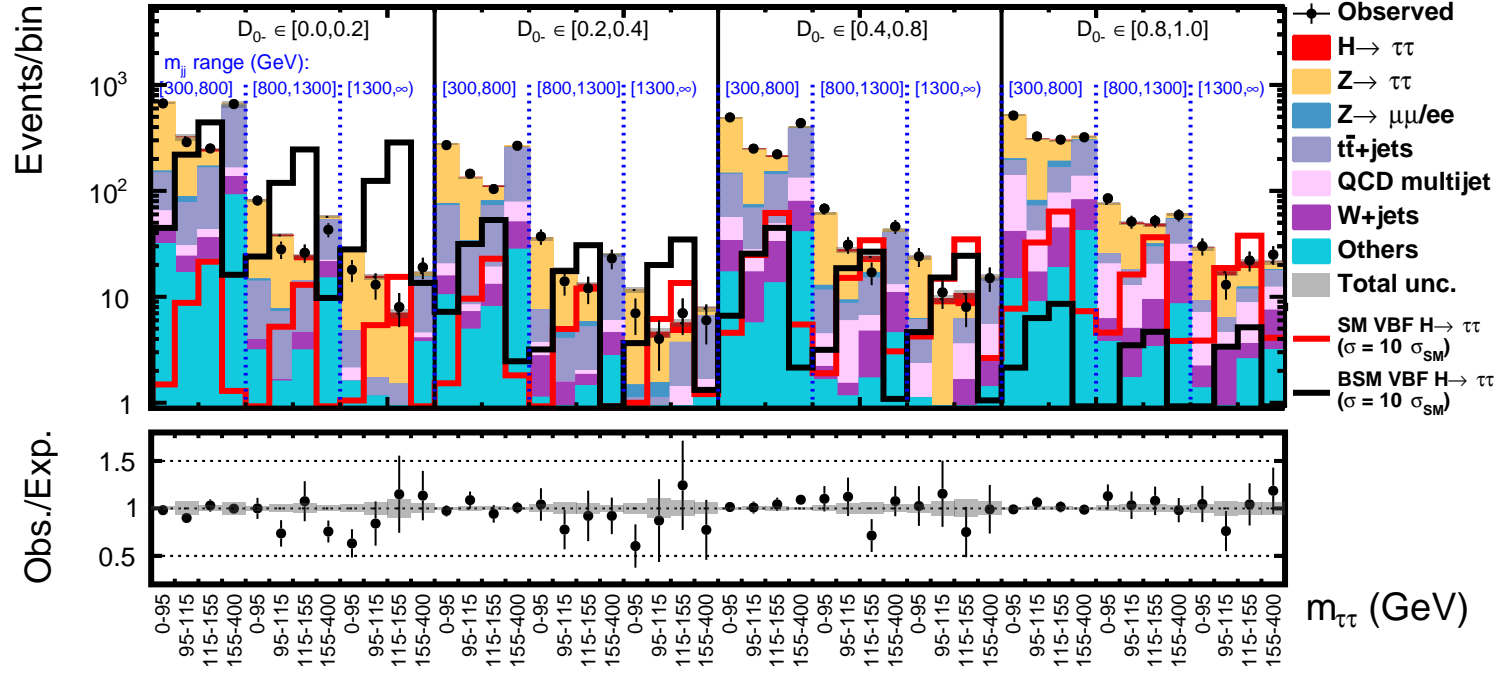 Events/bin
D0- ∈ [0.0,0.2]
D0- ∈ [0.2,0.4]
D0- ∈ [0.4,0.8]
D0- ∈ [0.8,1.0]
mjj range (GeV):
[300,800] [800,1300] [1300,∞)
[300,800] [800,1300] [1300,∞)
[300,800] [800,1300] [1300,∞)
[300,800] [800,1300] [1300,∞)
10³
10²
10
1
Observed
H→ ττ
Z→ ττ
Z→ μμ/ee
tt̄+jets
QCD multijet
W+jets
Others
Total unc.
SM VBF H→ ττ
(σ = 10 σSM)
BSM VBF H→ ττ
(σ = 10 σSM)
Obs./Exp.
1.5
1
0.5
0-95 95-115 115-155 155-400 0-95 95-115 115-155 155-400 0-95 95-115 115-155 155-400 0-95 95-115 115-155 155-400 0-95 95-115 115-155 155-400 0-95 95-115 115-155 155-400 0-95 95-115 115-155 155-400 0-95 95-115 115-155 155-400 0-95 95-115 115-155 155-400 0-95 95-115 115-155 155-400 0-95 95-115 115-155 155-400 0-95 95-115 115-155 155-400
mττ (GeV)